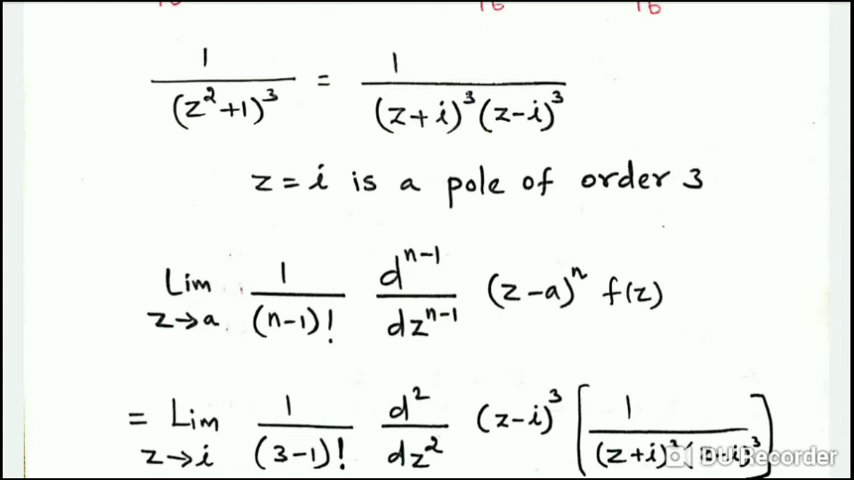 1 / (z²+1)³ = 1 / (z+i)³(z-i)³
z = i is a pole of order 3
Lim z→a 1/(n-1)! dⁿ⁻¹/dzⁿ⁻¹ (z-a)ⁿ f(z)
= Lim z→i 1/(3-1)! d²/dz² (z-i)³ [1 / (z+i)³(z-i)³]
DU Recorder